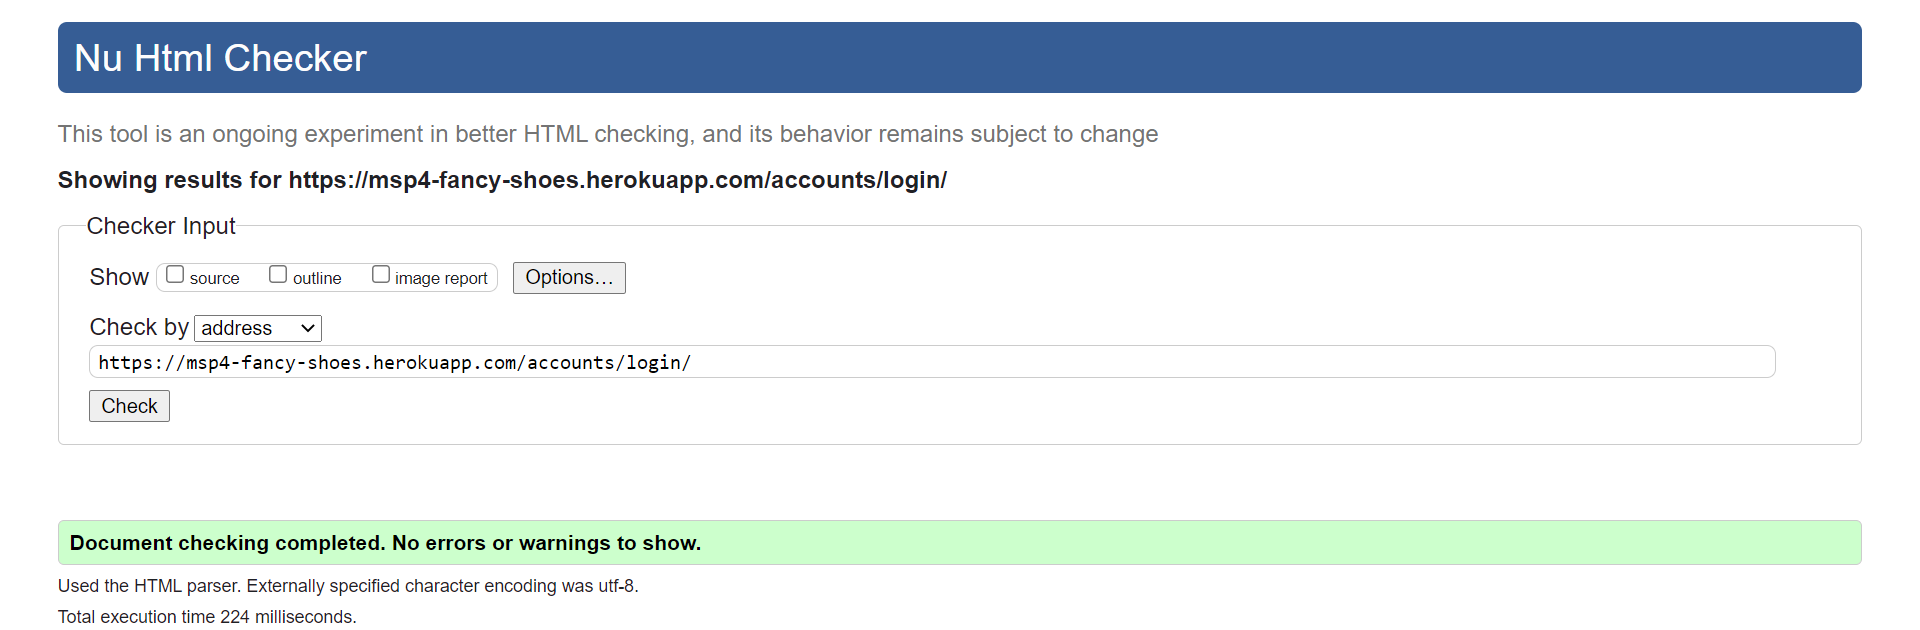 Nu Html Checker
This tool is an ongoing experiment in better HTML checking, and its behavior remains subject to change
Showing results for https://msp4-fancy-shoes.herokuapp.com/accounts/login/
Checker Input
Show source outline image report Options...
Check by address
https://msp4-fancy-shoes.herokuapp.com/accounts/login/
Check
Document checking completed. No errors or warnings to show.
Used the HTML parser. Externally specified character encoding was utf-8.
Total execution time 224 milliseconds.